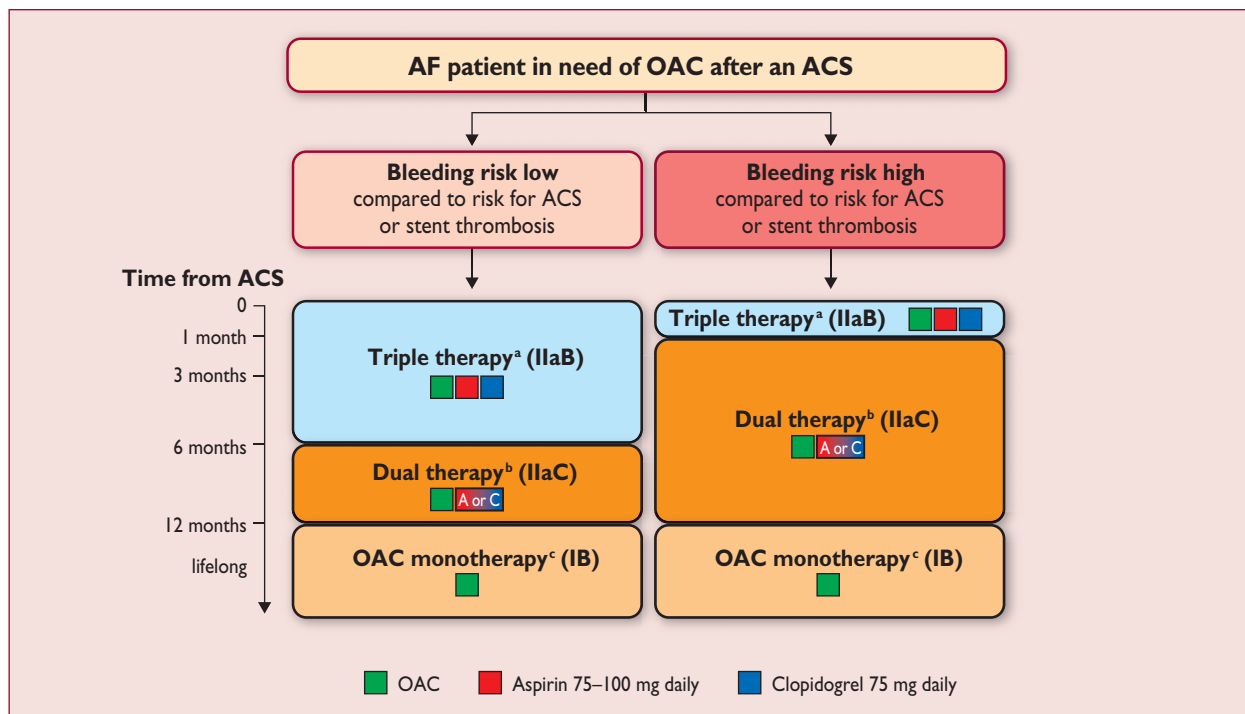 AF patient in need of OAC after an ACS
Bleeding risk low
compared to risk for ACS
or stent thrombosis
Bleeding risk high
compared to risk for ACS
or stent thrombosis
Time from ACS
0
1 month
3 months
6 months
12 months
lifelong
Triple therapyᵃ (IIaB)
Dual therapyᵇ (IIaC)
A or C
OAC monotherapyᶜ (IB)
Triple therapyᵃ (IIaB)
Dual therapyᵇ (IIaC)
A or C
OAC monotherapyᶜ (IB)
OAC
Aspirin 75–100 mg daily
Clopidogrel 75 mg daily